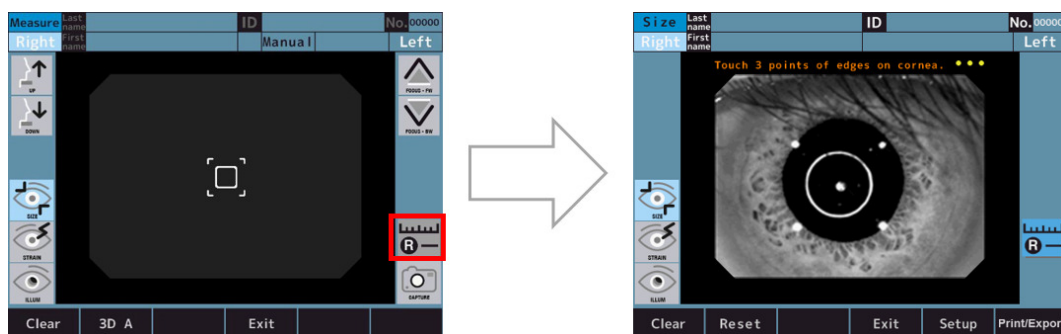 Measure Last name ID No. 00000
Right First name Manual Left
UP
FOCUS - FW
DOWN
FOCUS - BW
SIZE
STRAIN
R
ILLUM
CAPTURE
Clear 3D A Exit
Size Last name ID No. 00000
Right First name Left
Touch 3 points of edges on cornea.
SIZE
STRAIN
R
ILLUM
Clear Reset Exit Setup Print/Expor